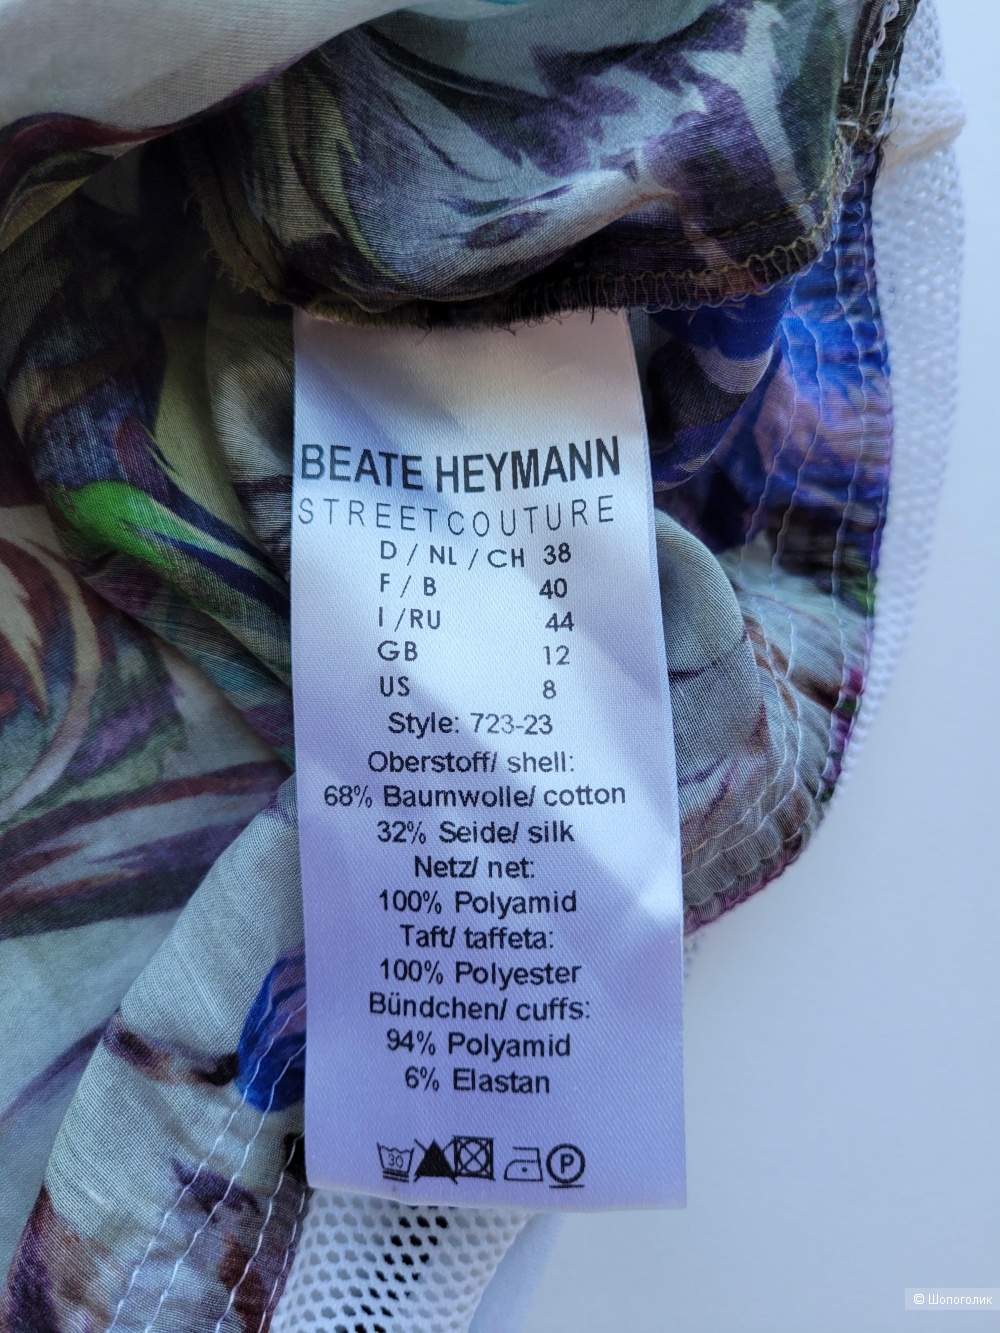 BEATE HEYMANN
STREETCOUTURE
D / NL / CH 38
F / B 40
I /RU 44
GB 12
US 8
Style: 723-23
Oberstoff/ shell:
68% Baumwolle/ cotton
32% Seide/ silk
Netz/ net:
100% Polyamid
Taft/ taffeta:
100% Polyester
Bündchen/ cuffs:
94% Polyamid
6% Elastan
30 P
© Шопоголик